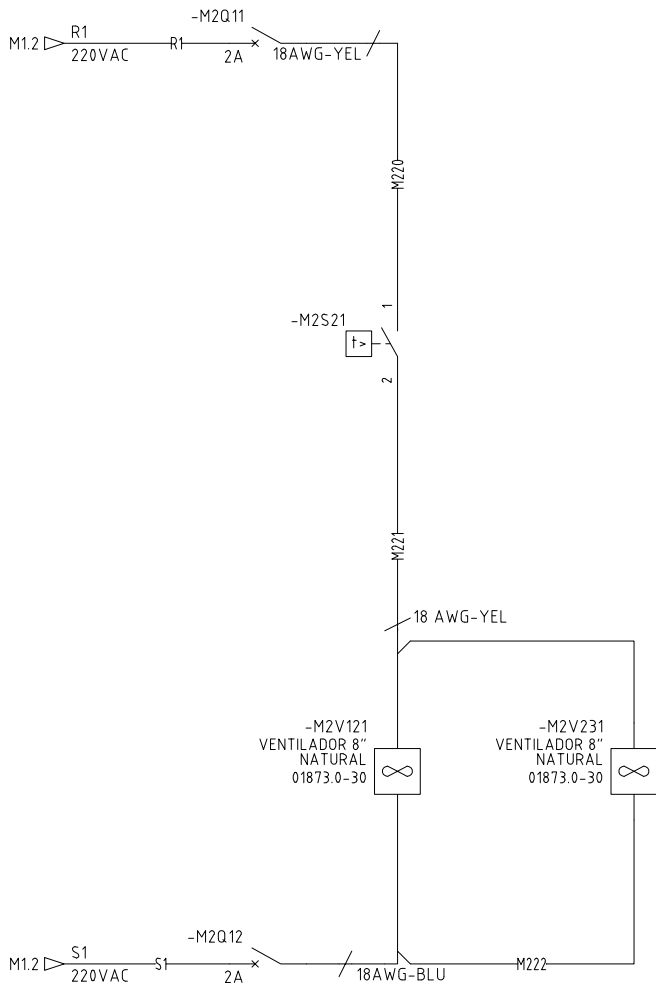 -M2Q11
M1.2
R1
R1
220VAC
2A
18AWG-YEL
M220
1
-M2S21
t>
2
M221
18 AWG-YEL
-M2V121
VENTILADOR 8"
NATURAL
01873.0-30
-M2V231
VENTILADOR 8"
NATURAL
01873.0-30
-M2Q12
M1.2
S1
S1
220VAC
2A
18AWG-BLU
M222